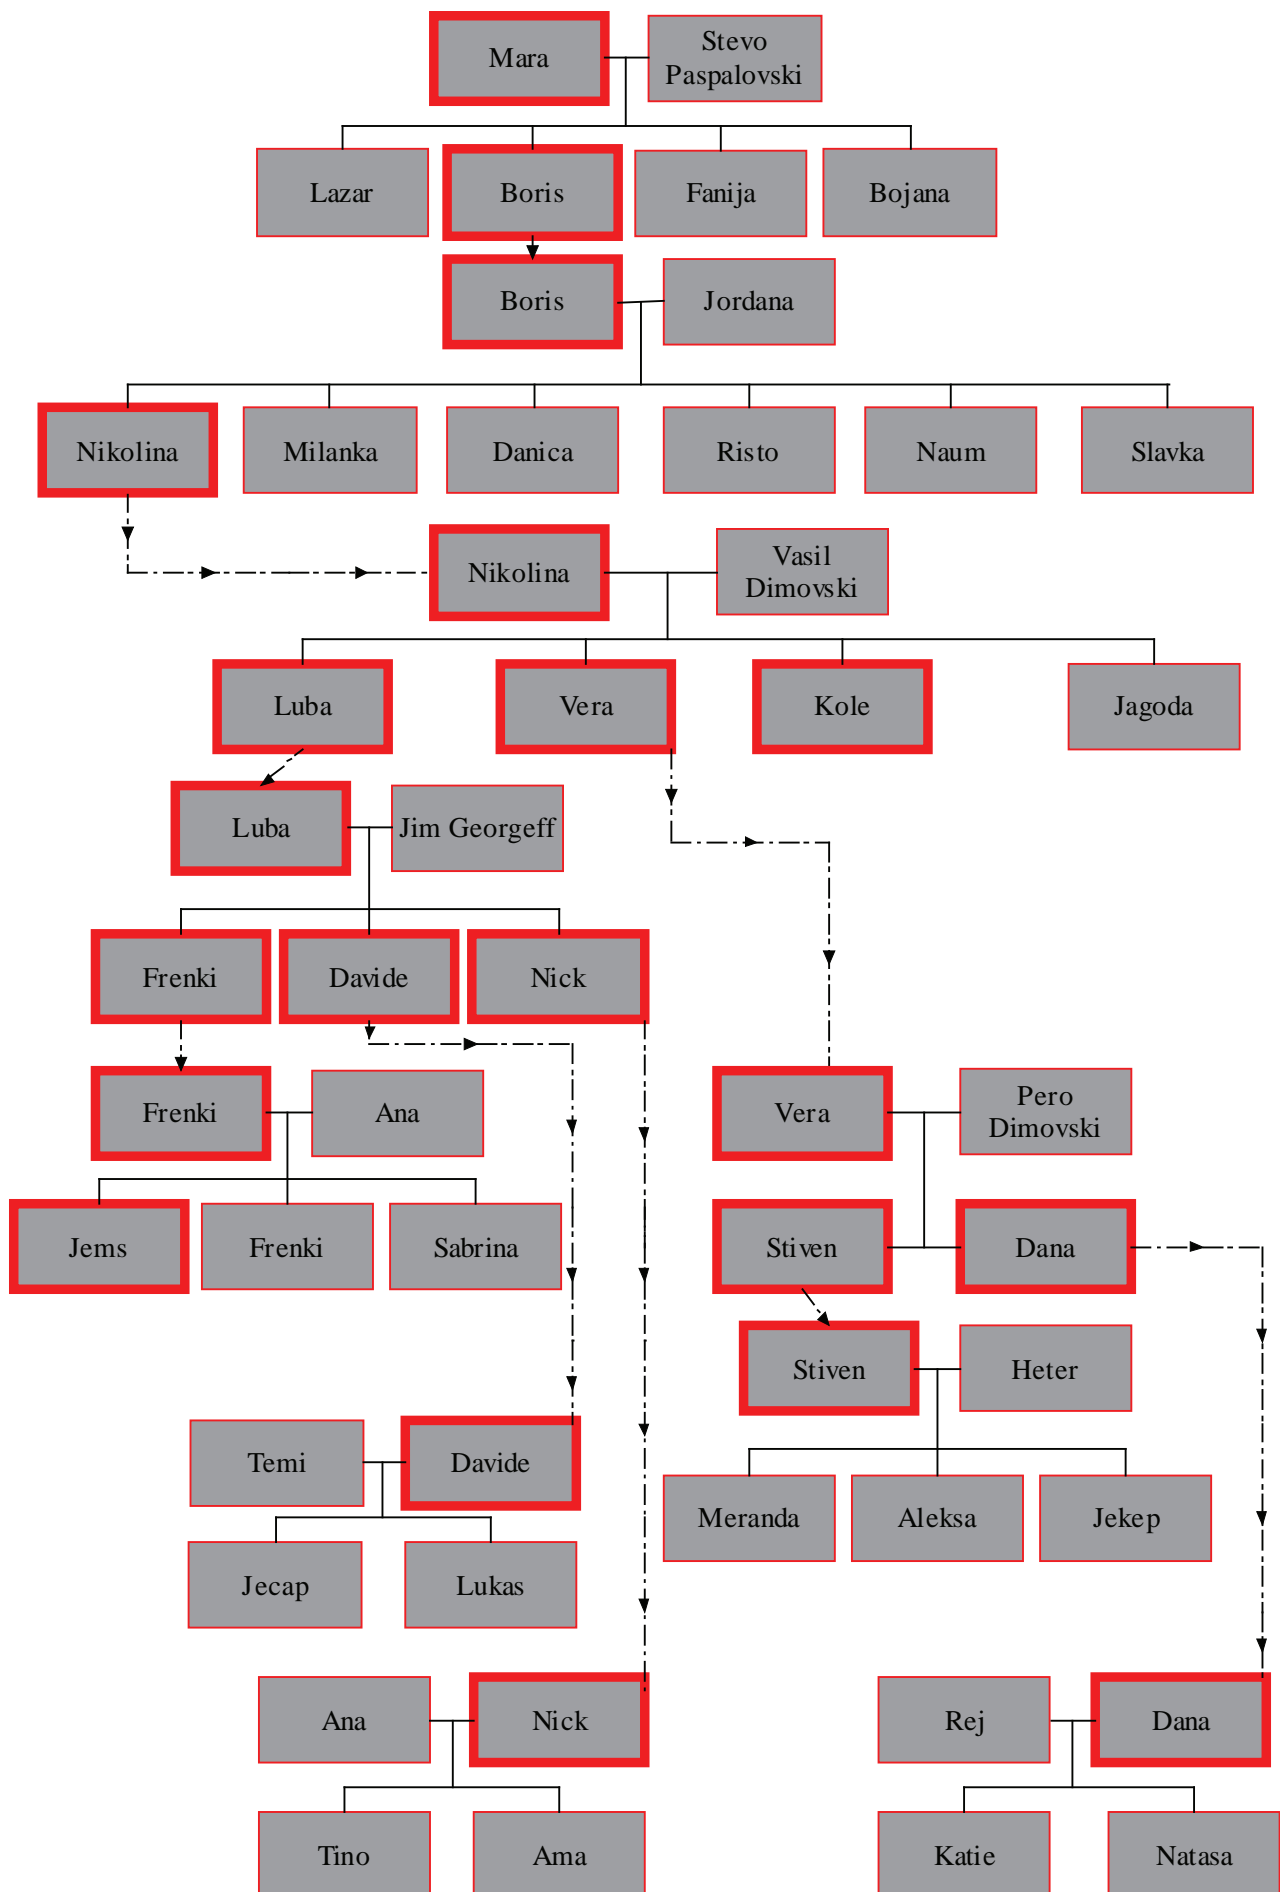 Mara
Stevo
Paspalovski
Lazar
Boris
Fanija
Bojana
Boris
Jordana
Nikolina
Milanka
Danica
Risto
Naum
Slavka
Nikolina
Vasil
Dimovski
Luba
Vera
Kole
Jagoda
Luba
Jim Georgeff
Frenki
Davide
Nick
Frenki
Ana
Vera
Pero
Dimovski
Jems
Frenki
Sabrina
Stiven
Dana
Stiven
Heter
Temi
Davide
Meranda
Aleksa
Jekep
Jecap
Lukas
Ana
Nick
Rej
Dana
Tino
Ama
Katie
Natasa